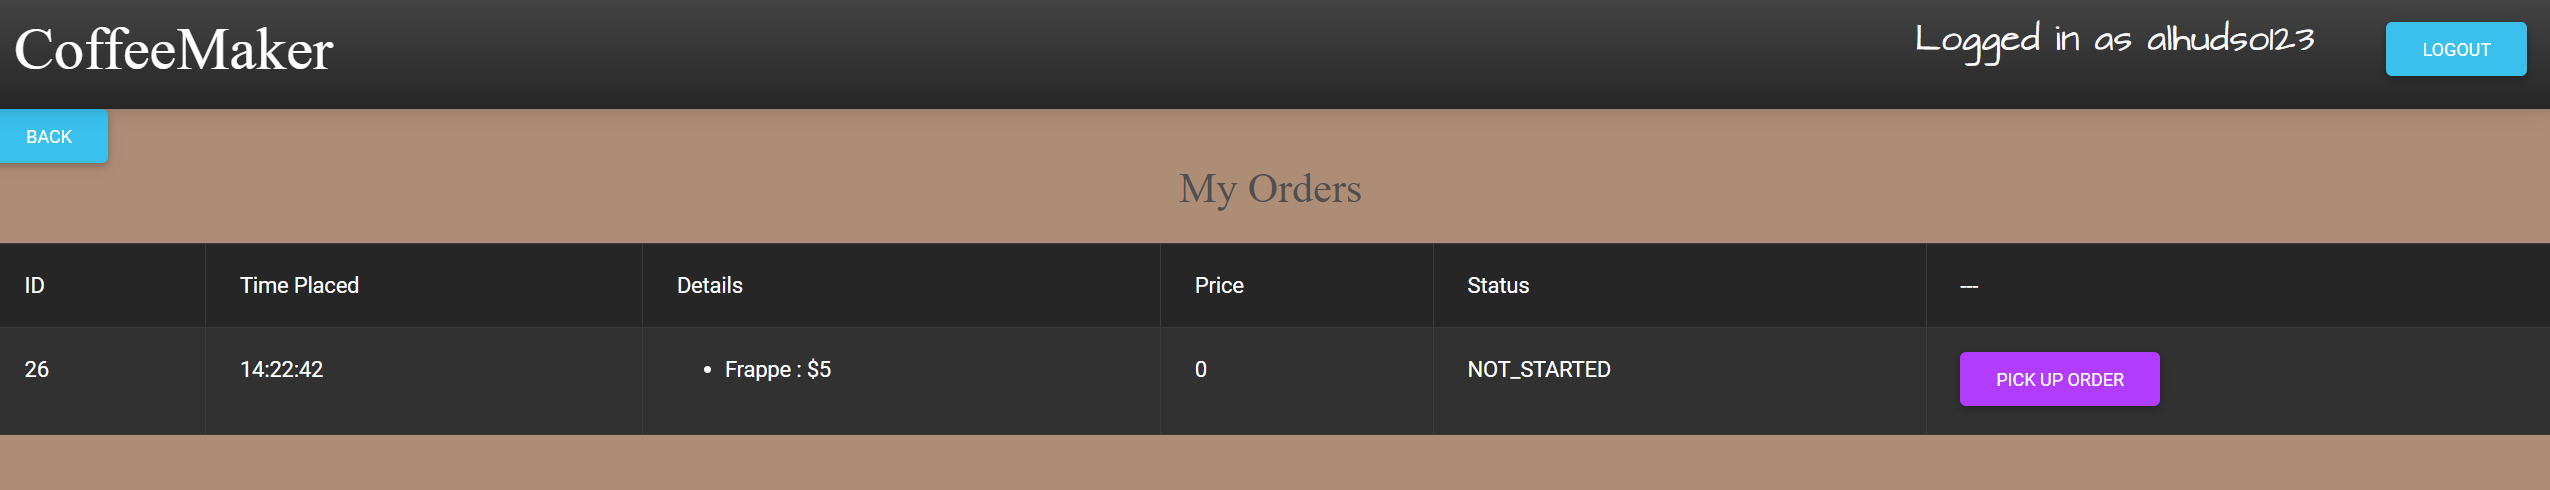 CoffeeMaker
Logged in as alhudso123
LOGOUT
BACK
My Orders
ID Time Placed Details Price Status ---
26 14:22:42 • Frappe : $5 0 NOT_STARTED PICK UP ORDER